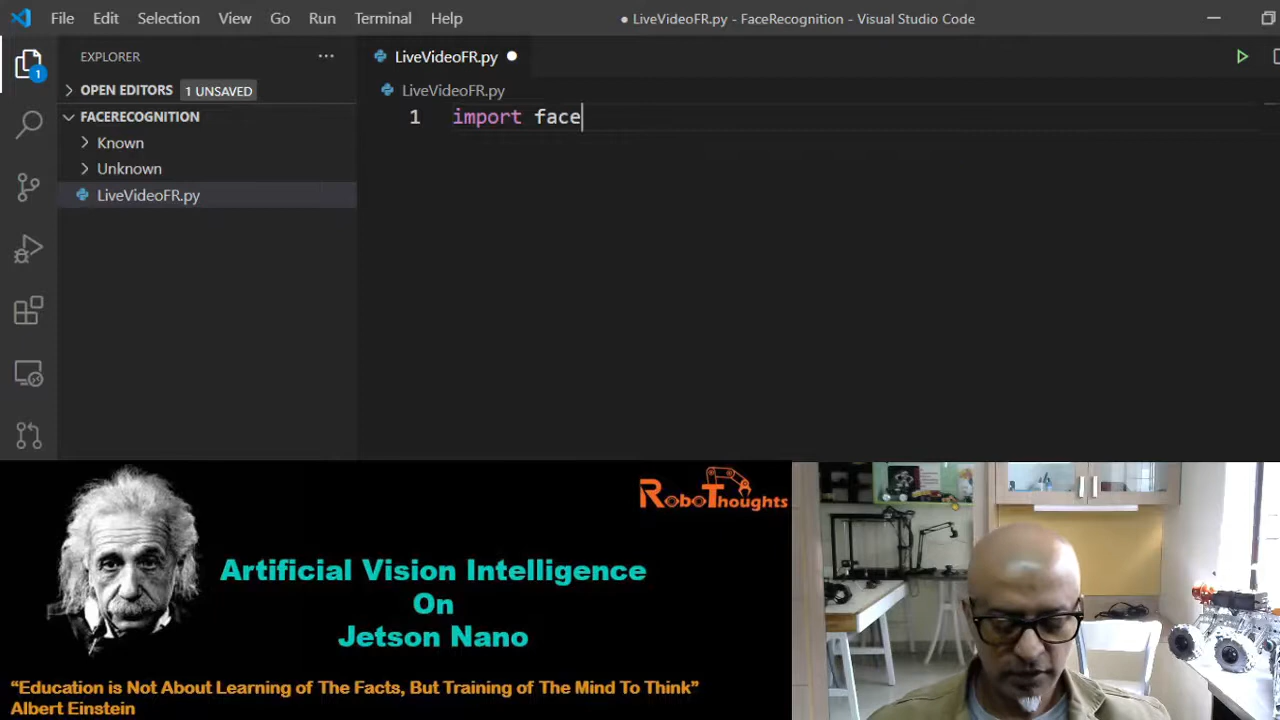 File Edit Selection View Go Run Terminal Help
● LiveVideoFR.py - FaceRecognition - Visual Studio Code
EXPLORER
LiveVideoFR.py
OPEN EDITORS 1 UNSAVED
LiveVideoFR.py
FACERECOGNITION
1 import face
Known
Unknown
LiveVideoFR.py
1
RoboThoughts
Artificial Vision Intelligence
On
Jetson Nano
“Education is Not About Learning of The Facts, But Training of The Mind To Think”
Albert Einstein